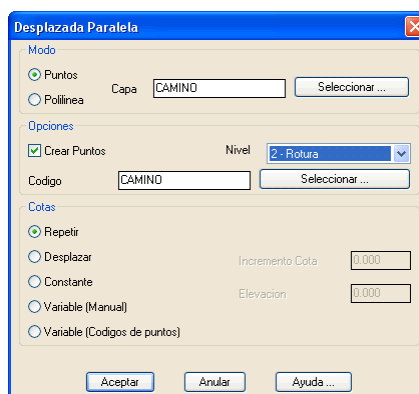 Desplazada Paralela
Modo
Puntos
Polilinea
Capa CAMINO Seleccionar ...
Opciones
Crear Puntos Nivel 2 - Rotura
Codigo CAMINO Seleccionar ...
Cotas
Repetir
Desplazar Incremento Cota 0.000
Constante
Elevacion 0.000
Variable (Manual)
Variable (Codigos de puntos)
Aceptar Anular Ayuda ...